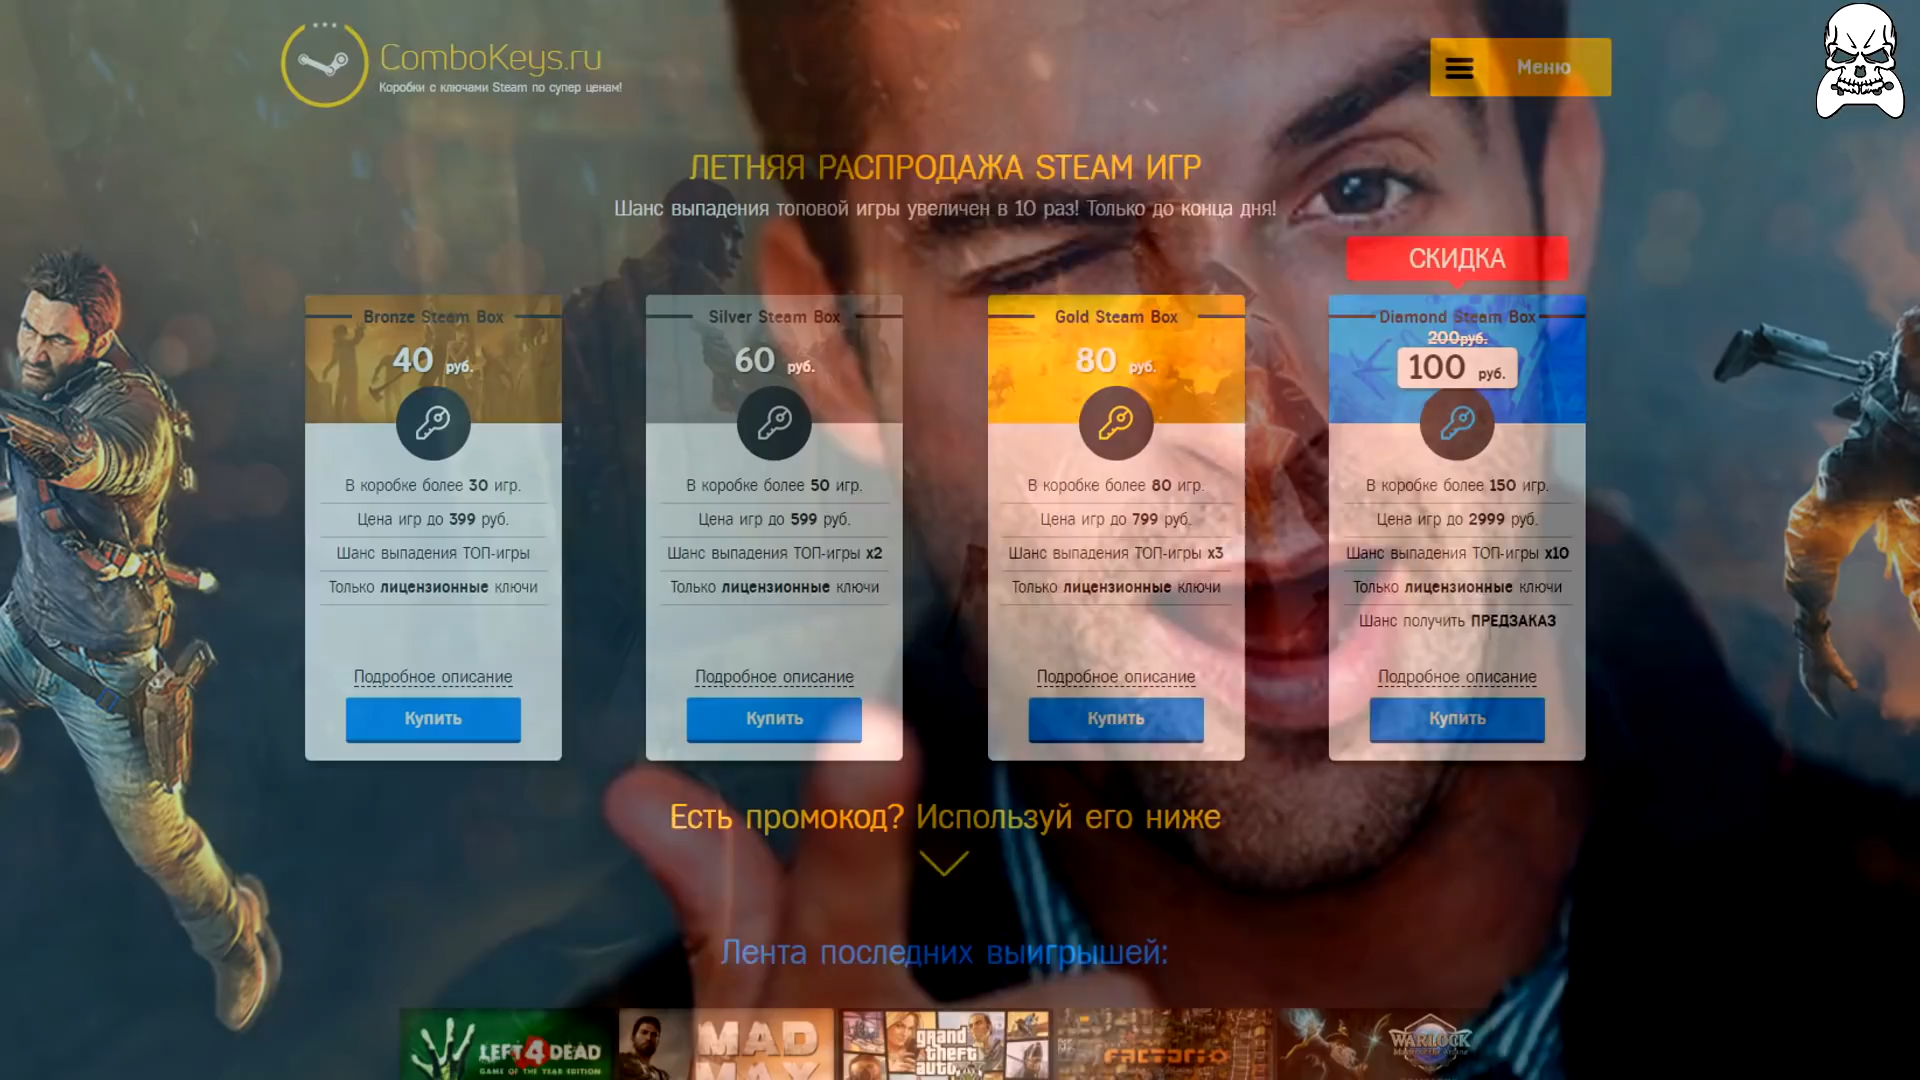 ComboKeys.ru
Коробки с ключами Steam по супер ценам!
Меню
ЛЕТНЯЯ РАСПРОДАЖА STEAM ИГР
Шанс выпадения топовой игры увеличен в 10 раз! Только до конца дня!
Bronze Steam Box
40 руб.
В коробке более 30 игр.
Цена игр до 399 руб.
Шанс выпадения ТОП-игры
Только лицензионные ключи
Подробное описание
Купить
Silver Steam Box
60 руб.
В коробке более 50 игр.
Цена игр до 599 руб.
Шанс выпадения ТОП-игры x2
Только лицензионные ключи
Подробное описание
Купить
Gold Steam Box
80 руб.
В коробке более 80 игр.
Цена игр до 799 руб.
Шанс выпадения ТОП-игры x3
Только лицензионные ключи
Подробное описание
Купить
СКИДКА
Diamond Steam Box
200руб.
100 руб.
В коробке более 150 игр.
Цена игр до 2999 руб.
Шанс выпадения ТОП-игры x10
Только лицензионные ключи
Шанс получить ПРЕДЗАКАЗ
Подробное описание
Купить
Есть промокод? Используй его ниже
Лента последних выигрышей:
LEFT 4 DEAD
GAME OF THE YEAR EDITION
MAD
MAX
grand
theft
auto
FACTORIO
WARLOCK